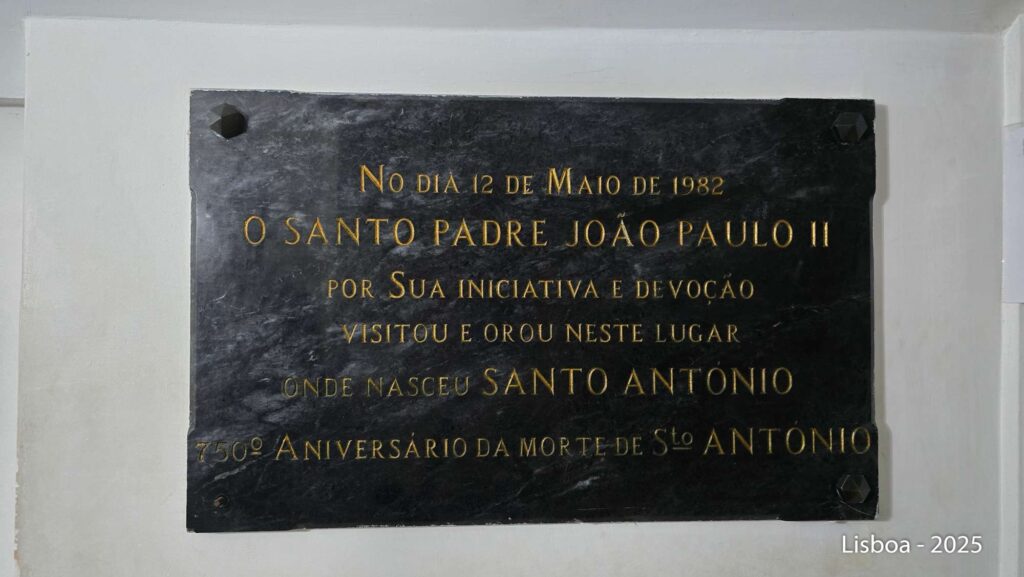 No dia 12 de Maio de 1982
O SANTO PADRE JOÃO PAULO II
por Sua iniciativa e devoção
visitou e orou neste lugar
onde nasceu SANTO ANTÓNIO
750º Aniversário da morte de Sto ANTÓNIO
Lisboa - 2025